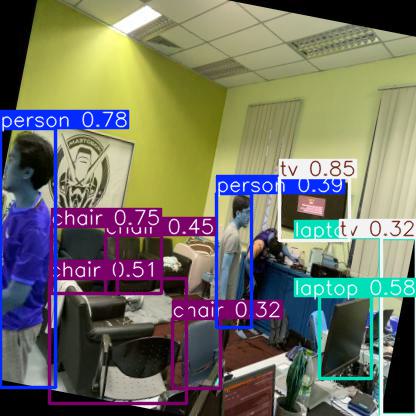 person 0.78
tv 0.85
person 0.39
chair 0.75
chair 0.45
tv 0.32
chair 0.51
laptop 0.58
chair 0.32